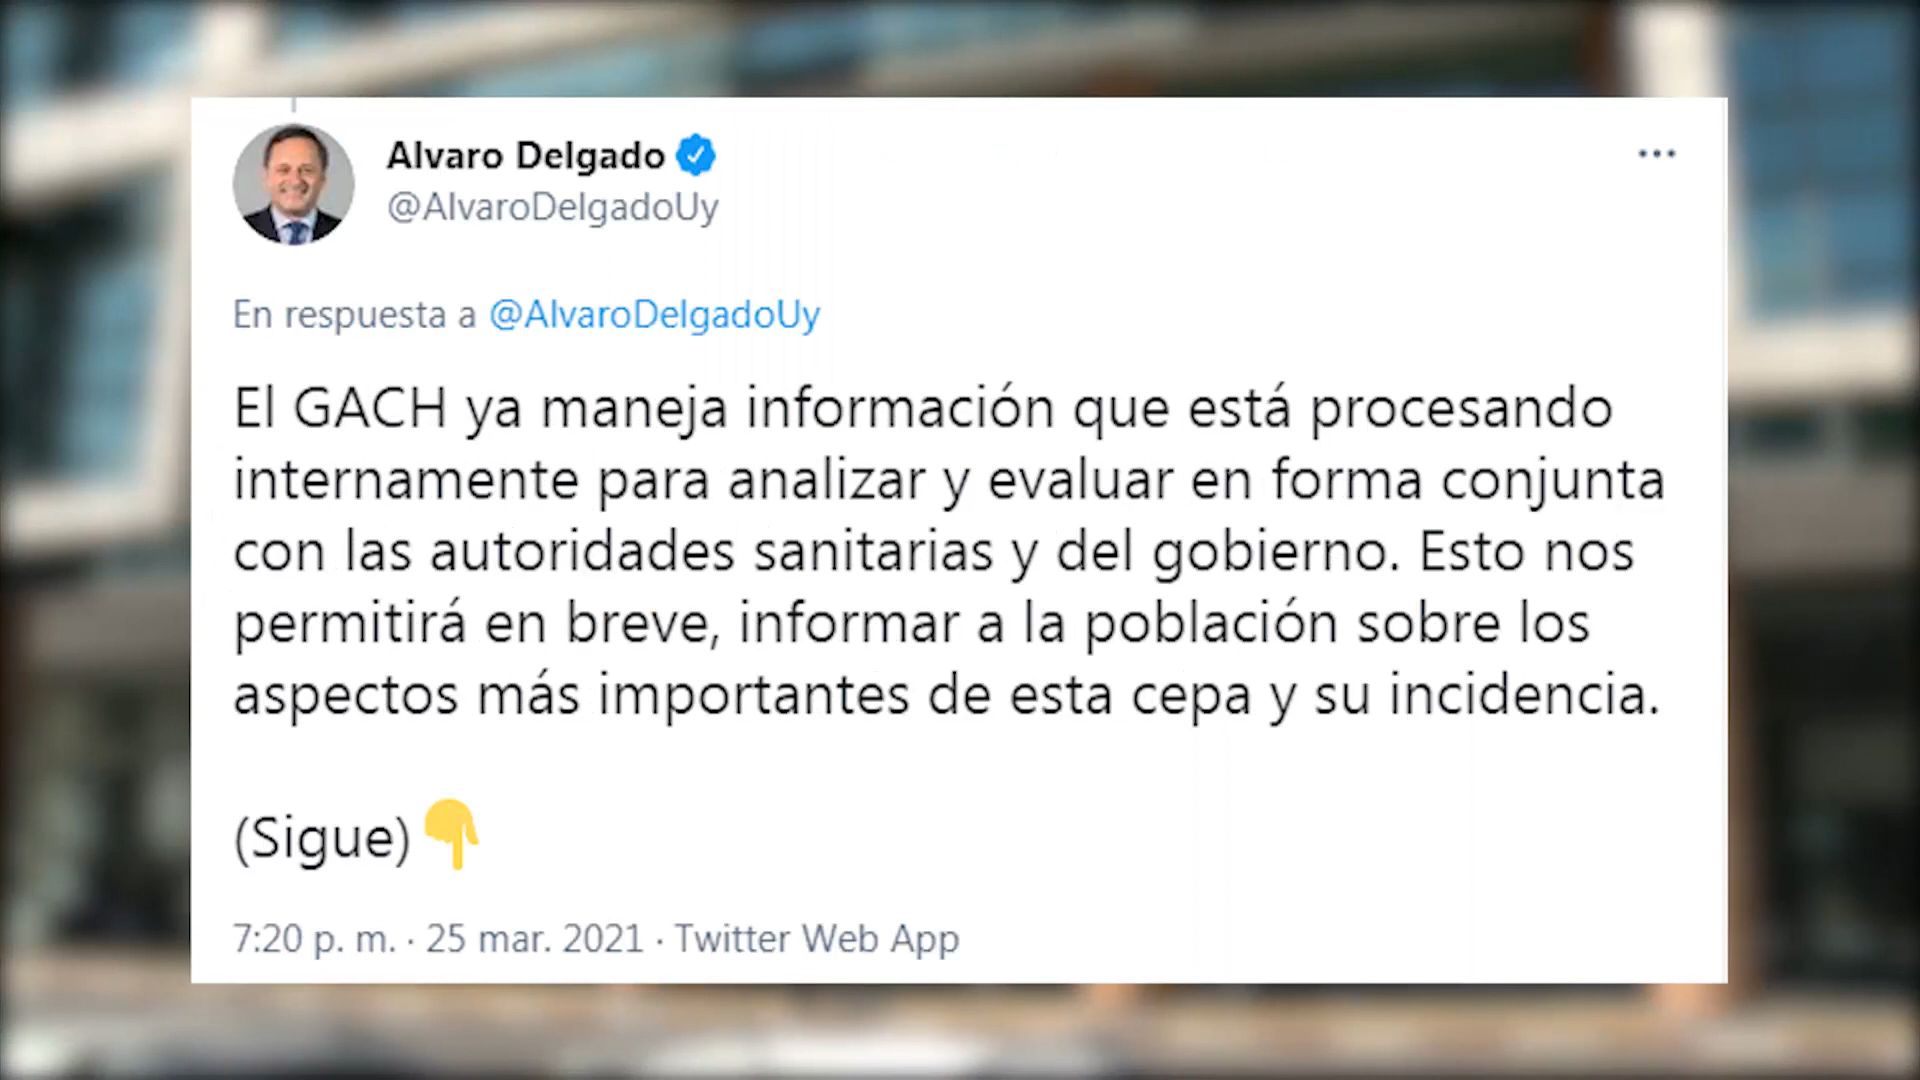 Alvaro Delgado
@AlvaroDelgadoUy
En respuesta a @AlvaroDelgadoUy
El GACH ya maneja información que está procesando
internamente para analizar y evaluar en forma conjunta
con las autoridades sanitarias y del gobierno. Esto nos
permitirá en breve, informar a la población sobre los
aspectos más importantes de esta cepa y su incidencia.
(Sigue)👇
7:20 p. m. · 25 mar. 2021 · Twitter Web App